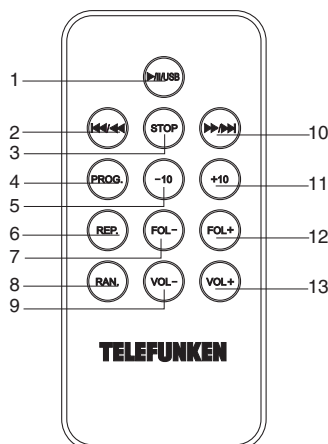 1 ▶/II/USB
2 I◀◀/◀◀ STOP ▶▶/▶▶I 10
3
4 PROG. −10 +10 11
5
6 REP. FOL− FOL+ 12
7
8 RAN. VOL− VOL+ 13
9
TELEFUNKEN